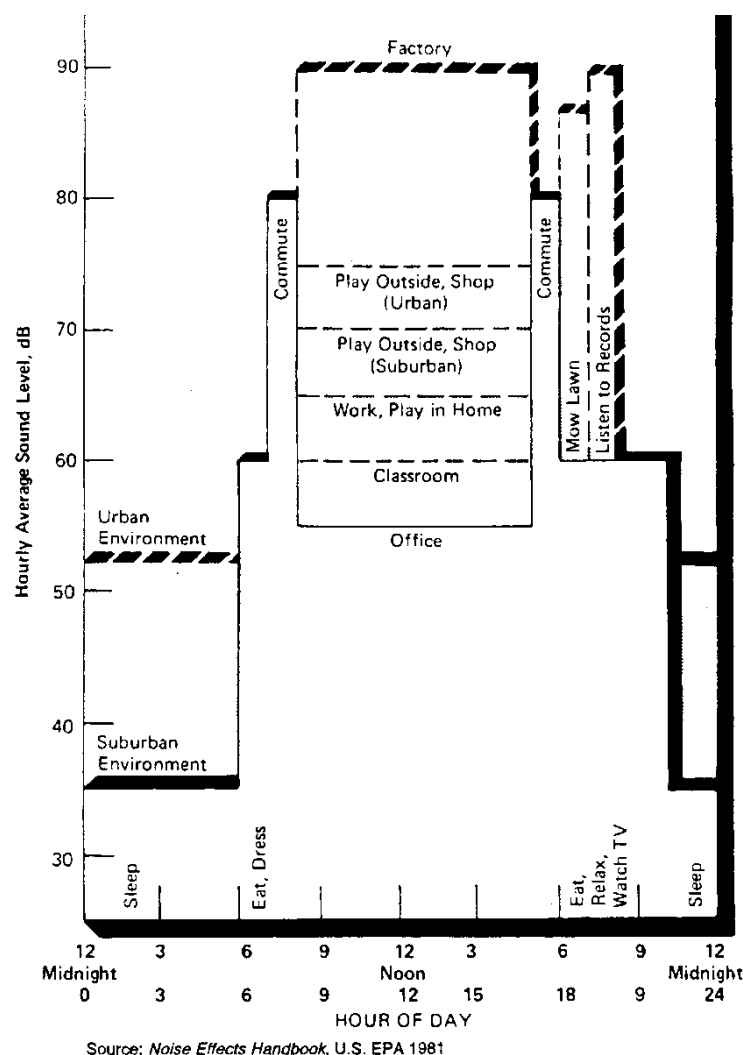 Factory
90
80
Commute
Commute
Play Outside, Shop
(Urban)
70
Play Outside, Shop
(Suburban)
Mow Lawn
Listen to Records
Work, Play in Home
60
Classroom
Office
Hourly Average Sound Level, dB
Urban
Environment
50
40
Suburban
Environment
30
Sleep
Eat, Dress
Eat,
Relax,
Watch TV
Sleep
12 3 6 9 12 3 6 9 12
Midnight Noon Midnight
0 3 6 9 12 15 18 9 24
HOUR OF DAY
Source: Noise Effects Handbook, U.S. EPA 1981